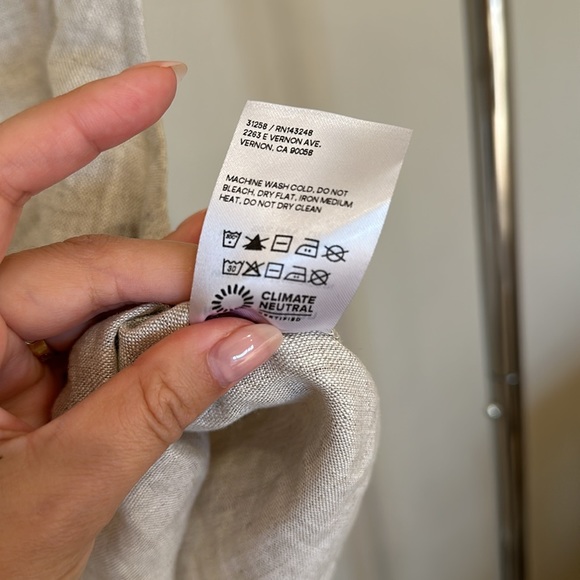 31258 / RN143248
2263 E VERNON AVE.
VERNON, CA 90058
MACHINE WASH COLD, DO NOT
BLEACH, DRY FLAT, IRON MEDIUM
HEAT, DO NOT DRY CLEAN
30
CLIMATE
NEUTRAL